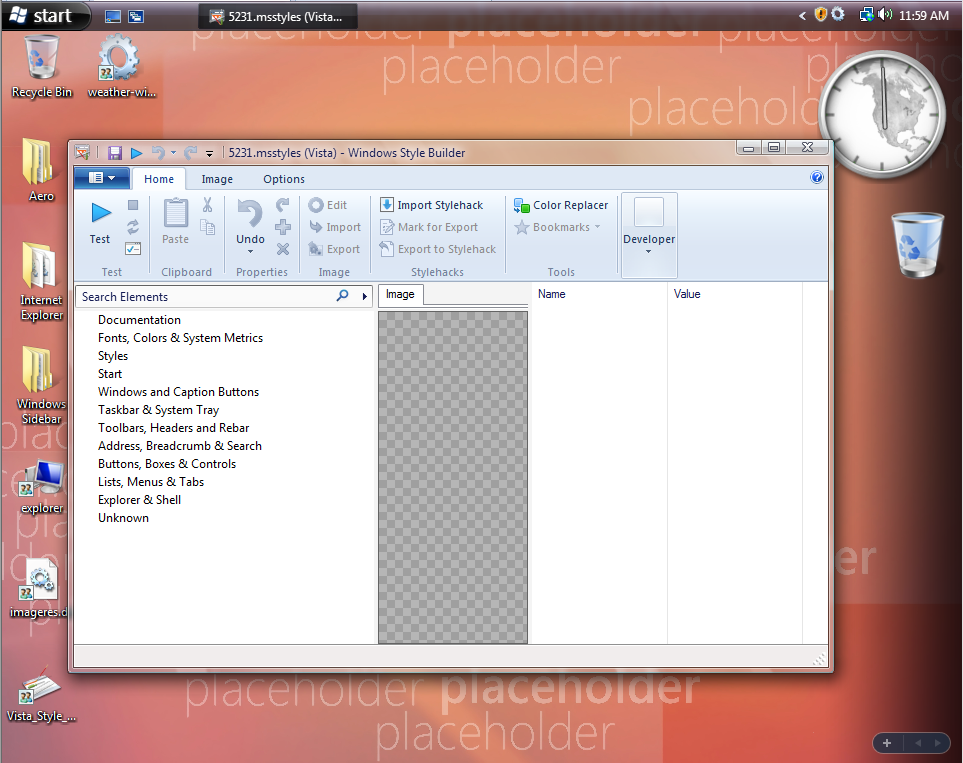 start
5231.msstyles (Vista...
11:59 AM
placeholder placeholder placeholder
placeholder
placeholder
Recycle Bin
weather-wi...
Aero
Internet
Explorer
Windows
Sidebar
explorer
imageres.d
Vista_Style_...
5231.msstyles (Vista) - Windows Style Builder
Home Image Options
Test
Paste
Undo
Edit
Import
Export
Import Stylehack
Mark for Export
Export to Stylehack
Color Replacer
Bookmarks
Developer
Test Clipboard Properties Image Stylehacks Tools
Search Elements
Image
Name
Value
Documentation
Fonts, Colors & System Metrics
Styles
Start
Windows and Caption Buttons
Taskbar & System Tray
Toolbars, Headers and Rebar
Address, Breadcrumb & Search
Buttons, Boxes & Controls
Lists, Menus & Tabs
Explorer & Shell
Unknown
placeholder placeholder
placeholder